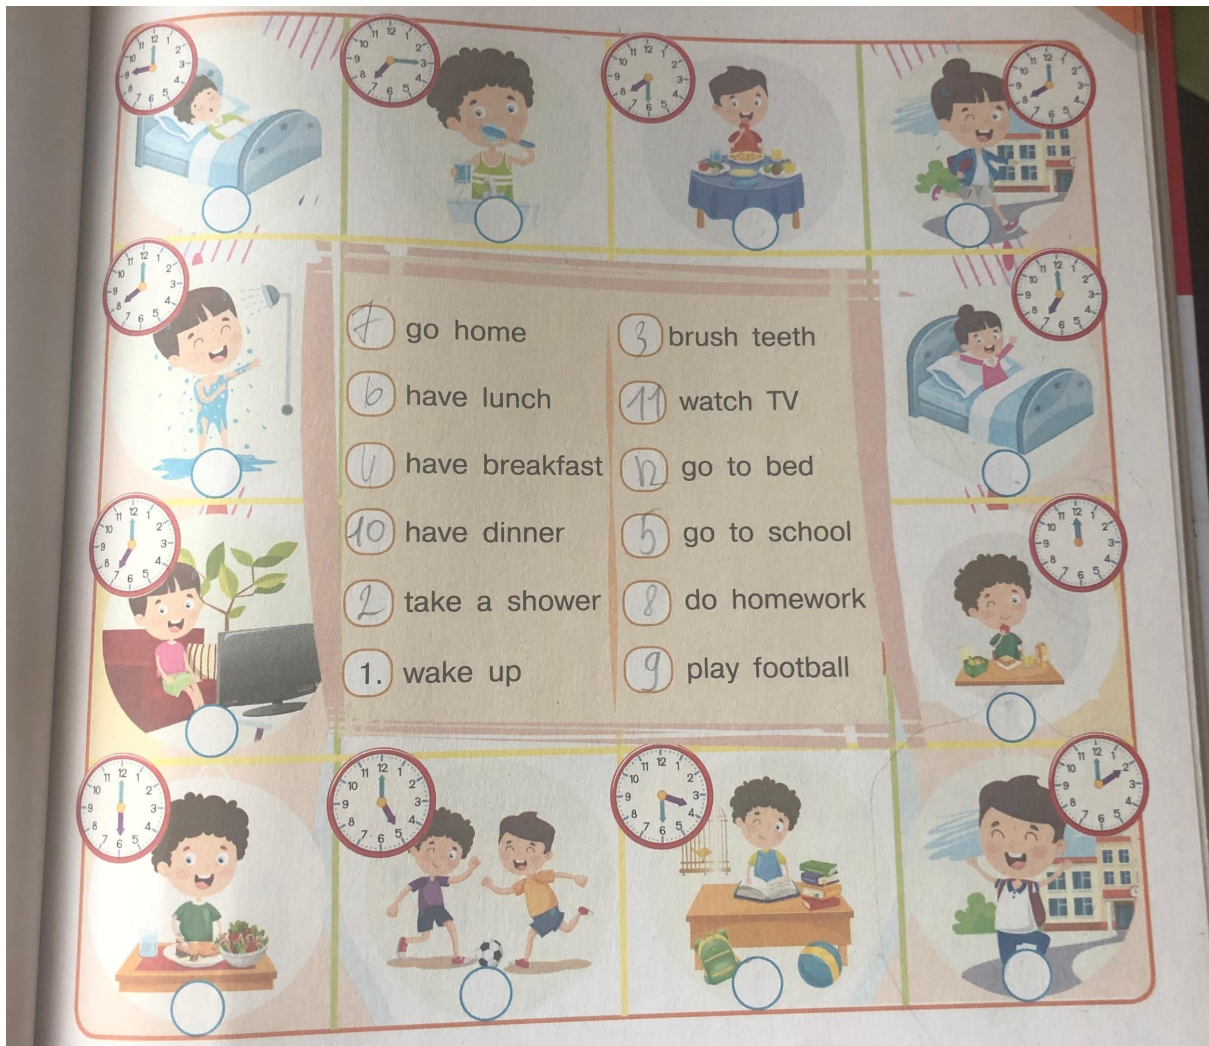 7 go home
6 have lunch
4 have breakfast
10 have dinner
2 take a shower
1. wake up
3 brush teeth
11 watch TV
12 go to bed
5 go to school
8 do homework
9 play football